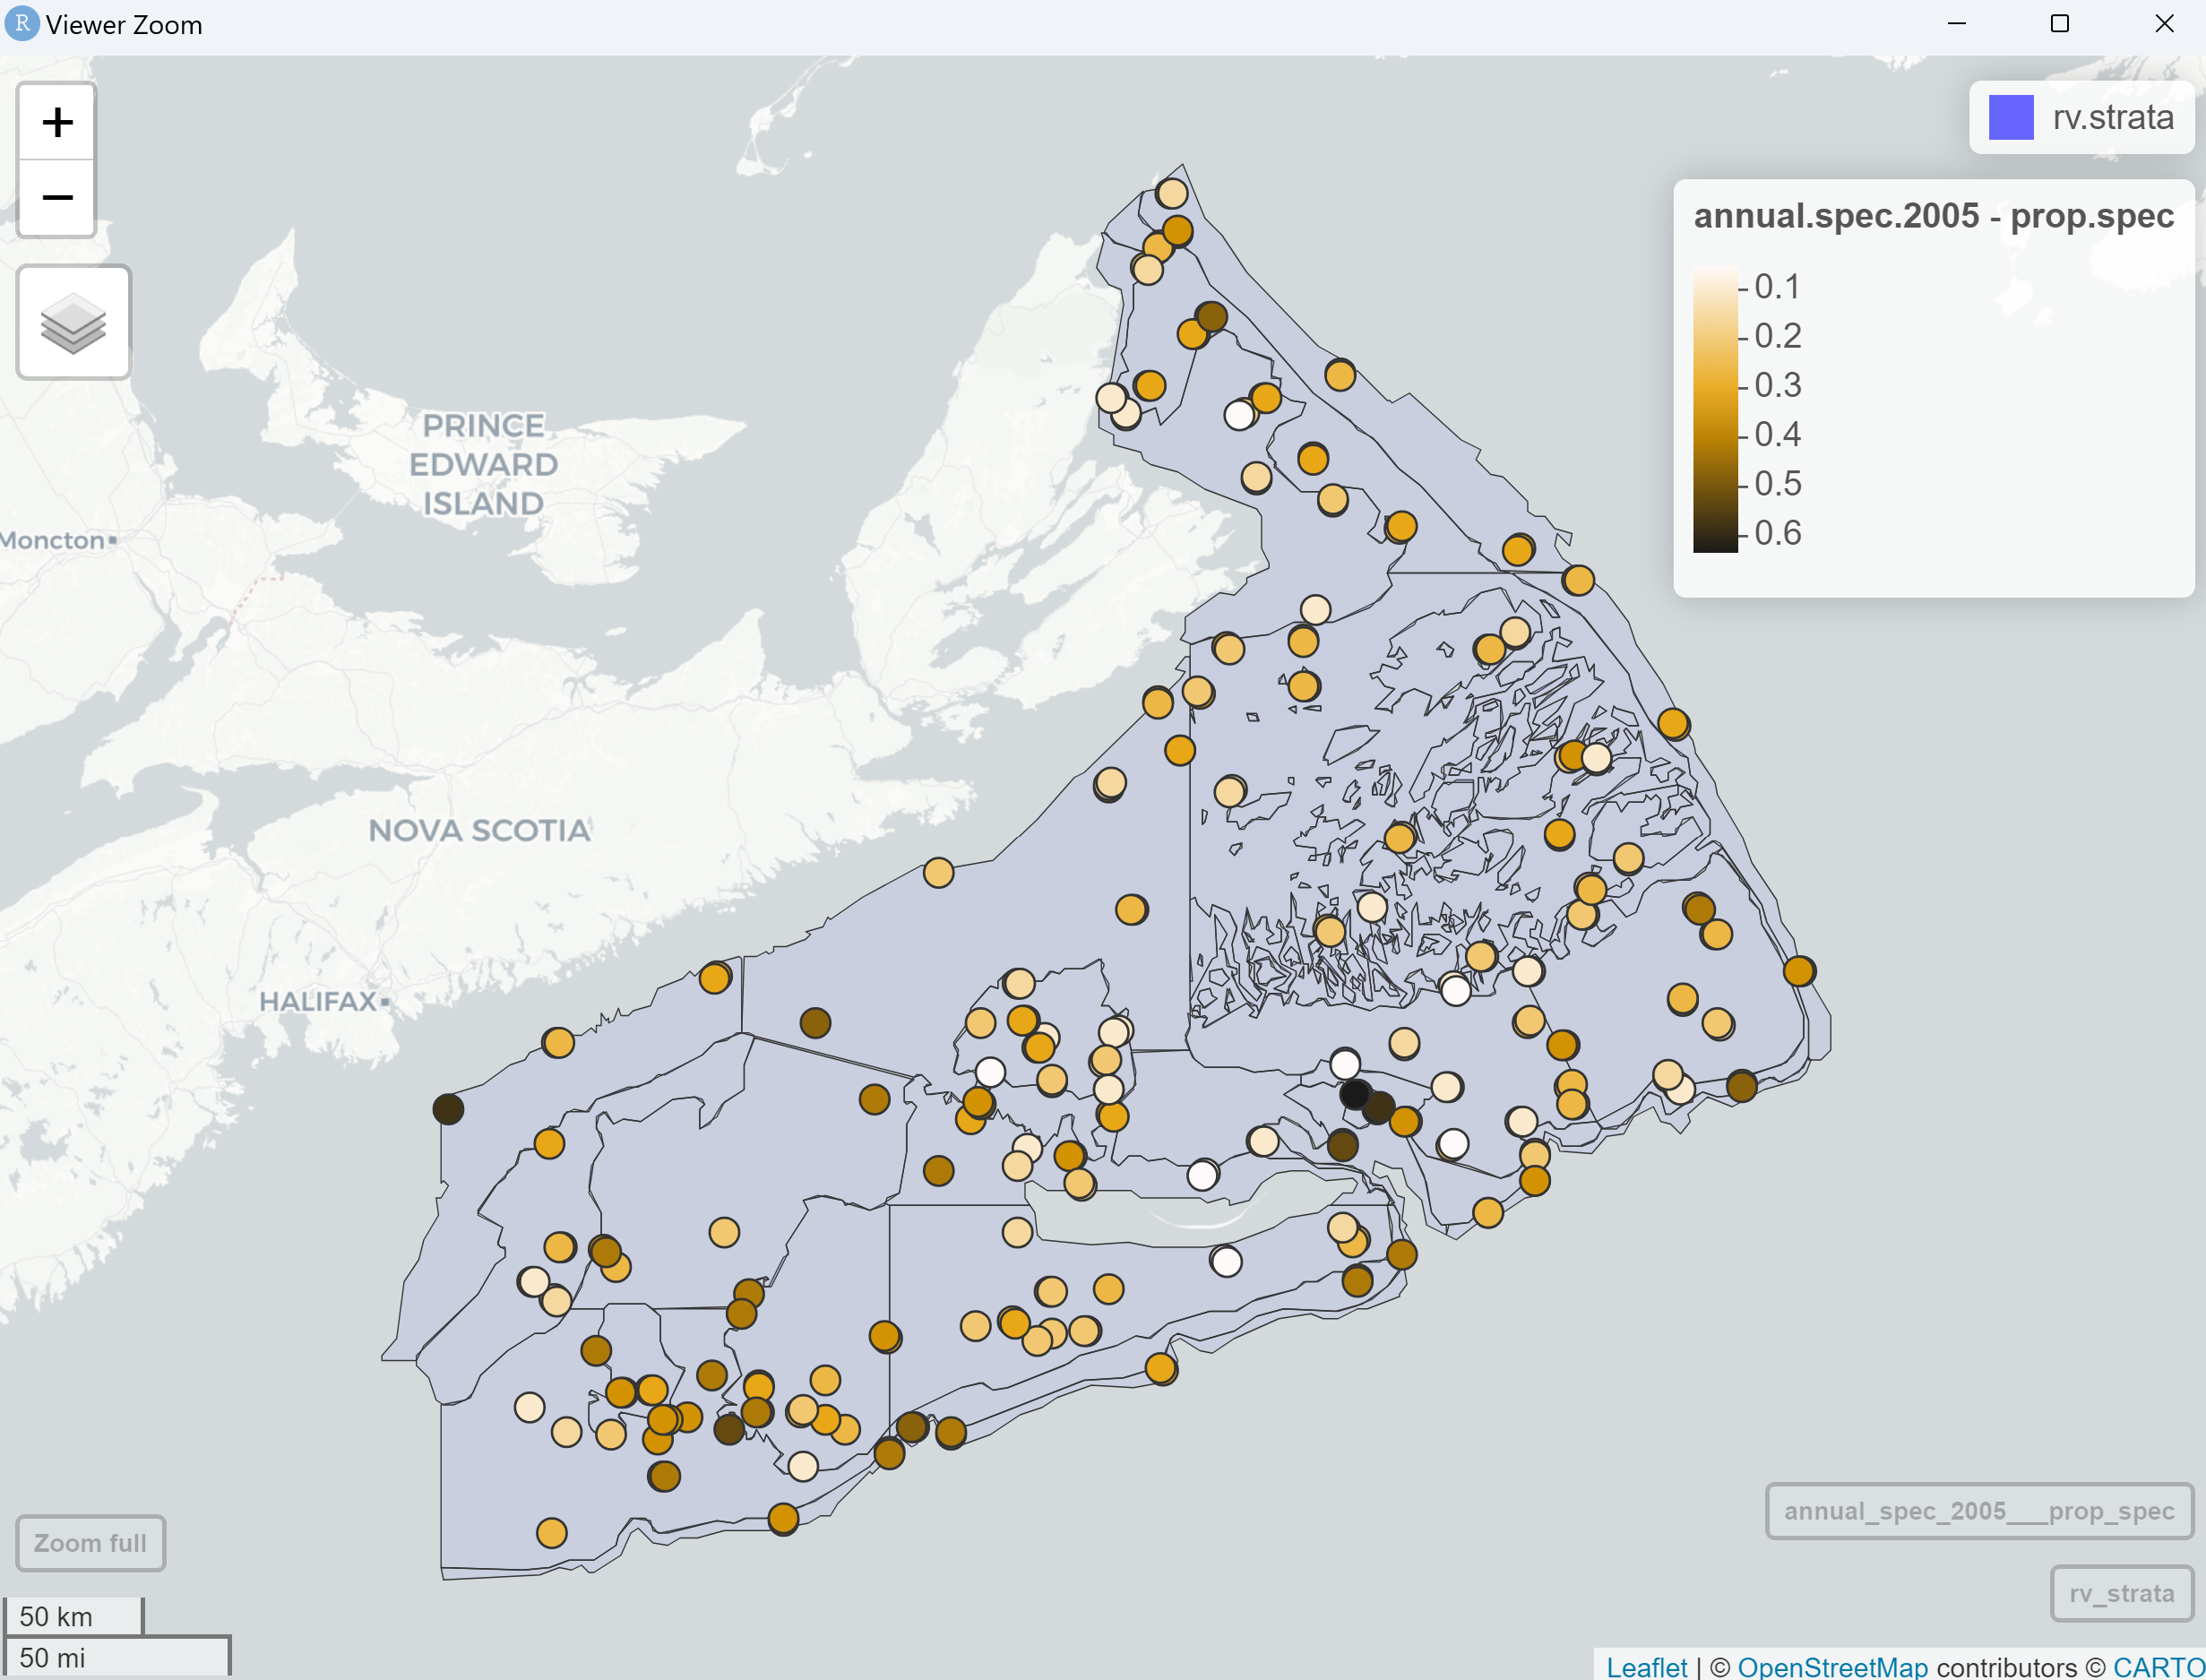 R Viewer Zoom
+
−
rv.strata
annual.spec.2005 - prop.spec
0.1
0.2
0.3
0.4
0.5
0.6
PRINCE
EDWARD
ISLAND
Moncton
NOVA SCOTIA
HALIFAX
annual_spec_2005___prop_spec
Zoom full
rv_strata
50 km
50 mi
Leaflet | © OpenStreetMap contributors © CARTO